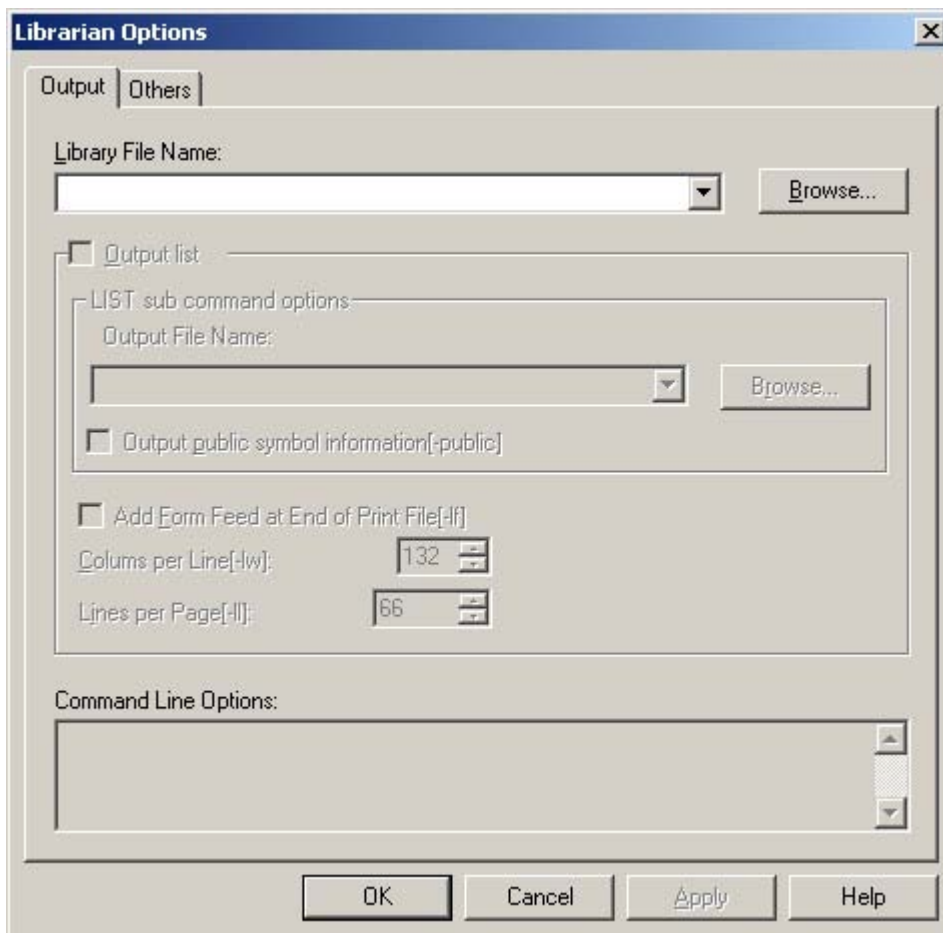 Librarian Options
Output Others
Library File Name:
Browse...
Output list
LIST sub command options
Output File Name:
Browse...
Output public symbol information[-public]
Add Form Feed at End of Print File[-lf]
Colums per Line[-lw]: 132
Lines per Page[-ll]: 66
Command Line Options:
OK Cancel Apply Help